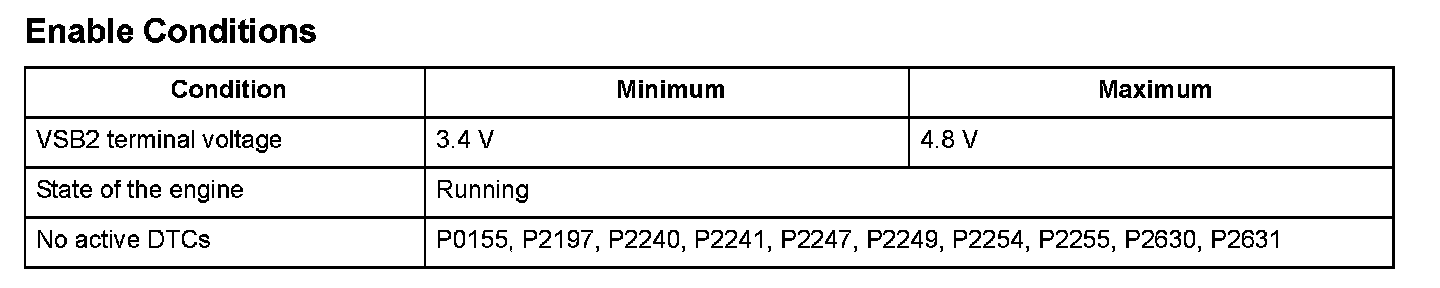 Enable Conditions
Condition Minimum Maximum
VSB2 terminal voltage 3.4 V 4.8 V
State of the engine Running
No active DTCs P0155, P2197, P2240, P2241, P2247, P2249, P2254, P2255, P2630, P2631